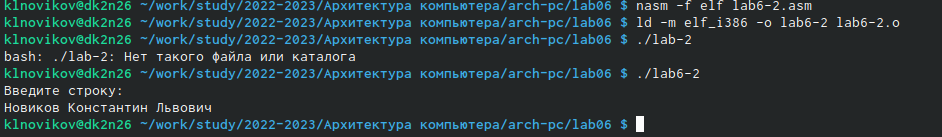 klnovikov@dk2n26 ~/work/study/2022-2023/Архитектура компьютера/arch-pc/lab06 $ nasm -f elf lab6-2.asm
klnovikov@dk2n26 ~/work/study/2022-2023/Архитектура компьютера/arch-pc/lab06 $ ld -m elf_i386 -o lab6-2 lab6-2.o
klnovikov@dk2n26 ~/work/study/2022-2023/Архитектура компьютера/arch-pc/lab06 $ ./lab-2
bash: ./lab-2: Нет такого файла или каталога
klnovikov@dk2n26 ~/work/study/2022-2023/Архитектура компьютера/arch-pc/lab06 $ ./lab6-2
Введите строку:
Новиков Константин Львович
klnovikov@dk2n26 ~/work/study/2022-2023/Архитектура компьютера/arch-pc/lab06 $